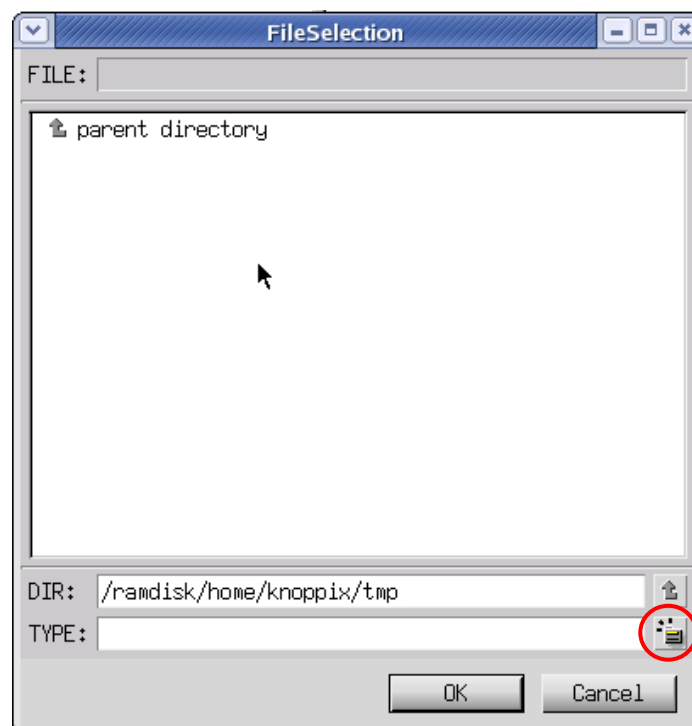 FileSelection
FILE:
parent directory
DIR: /ramdisk/home/knoppix/tmp
TYPE:
OK Cancel